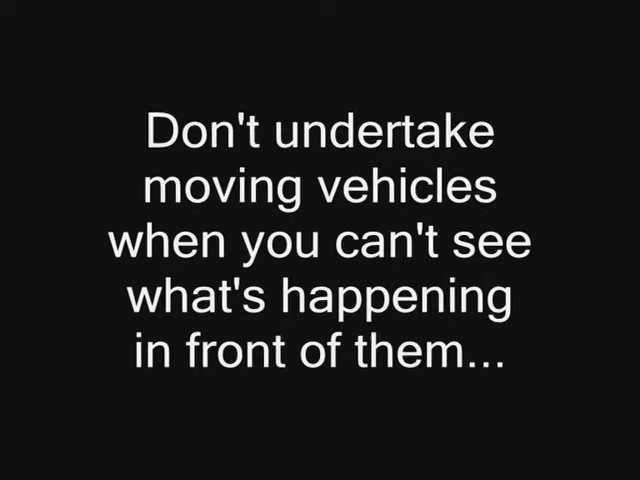 Don't undertake
moving vehicles
when you can't see
what's happening
in front of them...